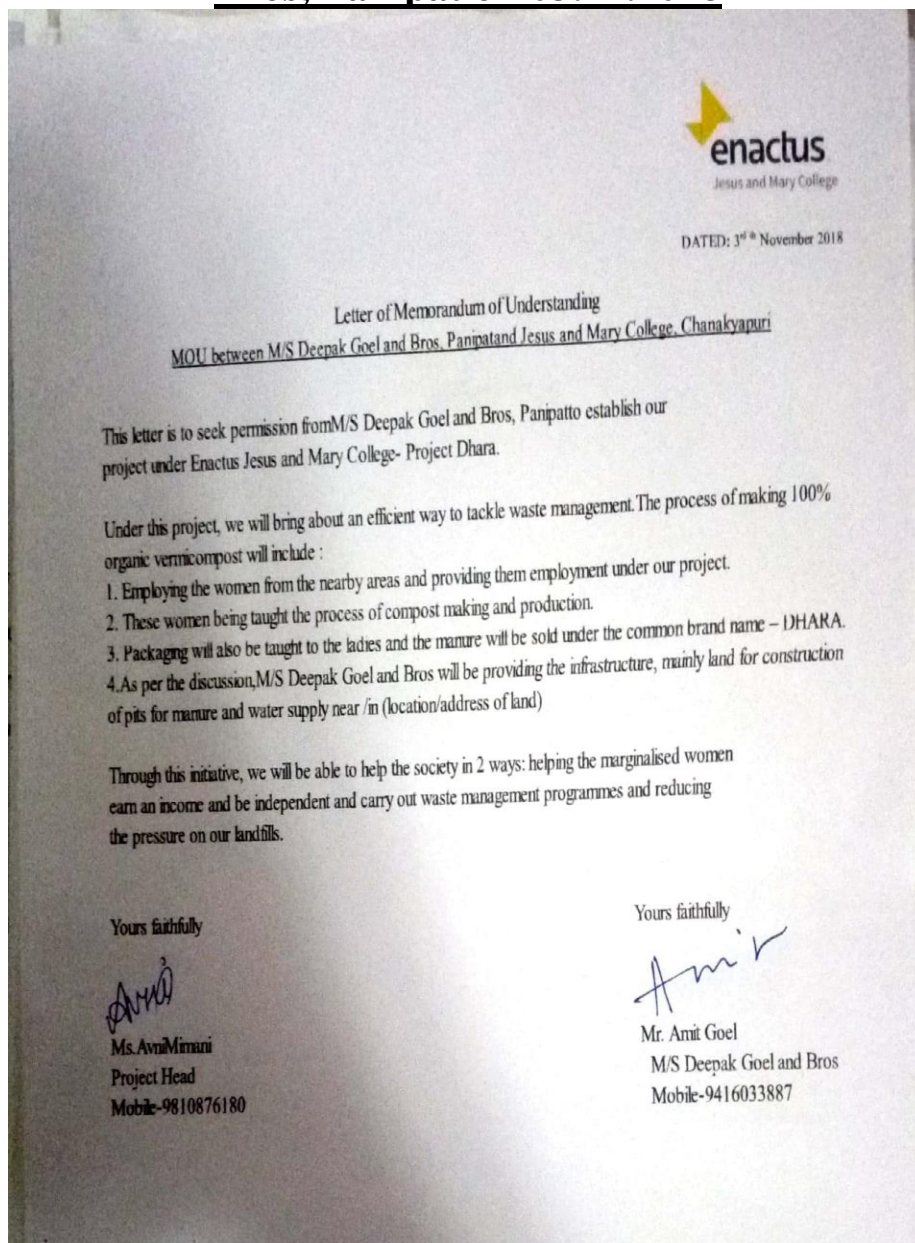 enactus
Jesus and Mary College
DATED: 3rd th November 2018
Letter of Memorandum of Understanding
MOU between M/S Deepak Goel and Bros, Panipatand Jesus and Mary College, Chanakyapuri
This letter is to seek permission fromM/S Deepak Goel and Bros, Panipatto establish our
project under Enactus Jesus and Mary College- Project Dhara.
Under this project, we will bring about an efficient way to tackle waste management.The process of making 100%
organic vermicompost will include :
1. Employing the women from the nearby areas and providing them employment under our project.
2. These women being taught the process of compost making and production.
3. Packaging will also be taught to the ladies and the manure will be sold under the common brand name – DHARA.
4.As per the discussion,M/S Deepak Goel and Bros will be providing the infrastructure, mainly land for construction
of pits for manure and water supply near /in (location/address of land)
Through this initiative, we will be able to help the society in 2 ways: helping the marginalised women
earn an income and be independent and carry out waste management programmes and reducing
the pressure on our landfills.
Yours faithfully
Avni
Ms.AvniMimani
Project Head
Mobile-9810876180
Yours faithfully
Amit
Mr. Amit Goel
M/S Deepak Goel and Bros
Mobile-9416033887